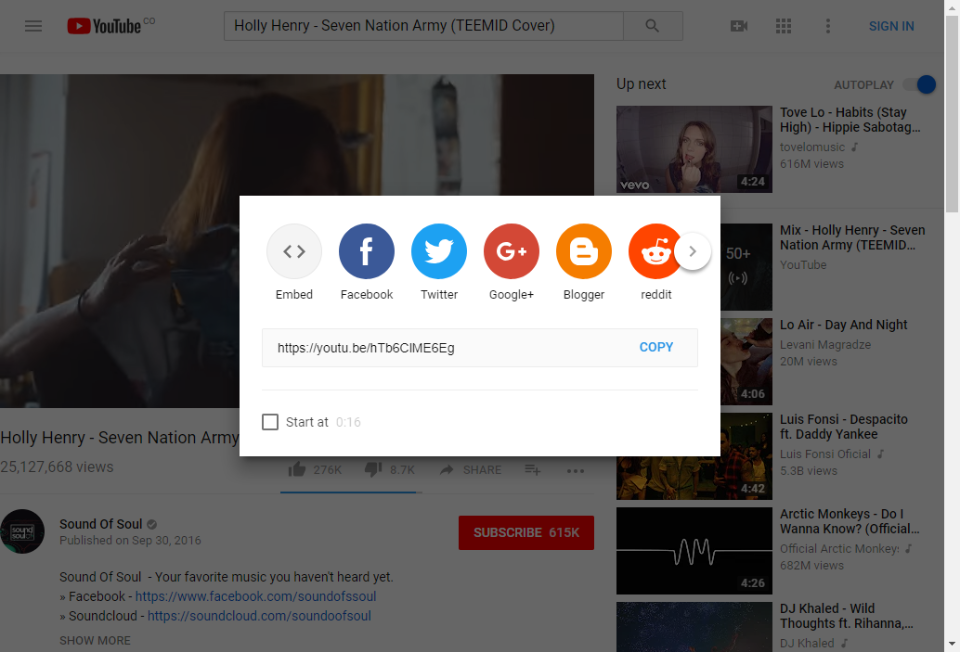 YouTube CO
Holly Henry - Seven Nation Army (TEEMID Cover)
SIGN IN
Up next
AUTOPLAY
vevo
4:24
Tove Lo - Habits (Stay
High) - Hippie Sabotag...
tovelomusic
616M views
50+
Mix - Holly Henry - Seven
Nation Army (TEEMID...
YouTube
4:06
Lo Air - Day And Night
Levani Magradze
20M views
4:42
Luis Fonsi - Despacito
ft. Daddy Yankee
Luis Fonsi Oficial
5.3B views
4:26
Arctic Monkeys - Do I
Wanna Know? (Official...
Official Arctic Monkeys
682M views
DJ Khaled - Wild
Thoughts ft. Rihanna,...
DJ Khaled
Embed
Facebook
Twitter
Google+
Blogger
reddit
https://youtu.be/hTb6ClME6Eg
COPY
Start at 0:16
Holly Henry - Seven Nation Army
25,127,668 views
276K
8.7K
SHARE
sound
soul
Sound Of Soul
Published on Sep 30, 2016
SUBSCRIBE 615K
Sound Of Soul - Your favorite music you haven't heard yet.
» Facebook - https://www.facebook.com/soundofssoul
» Soundcloud - https://soundcloud.com/soundoofsoul
SHOW MORE